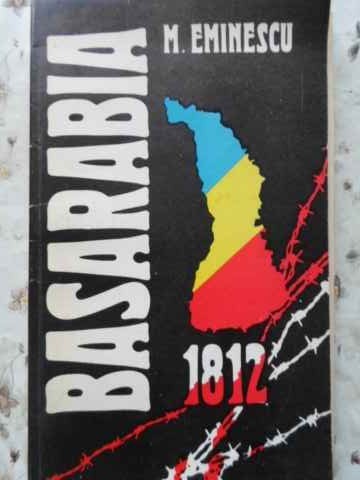 M. EMINESCU
BASARABIA
1812